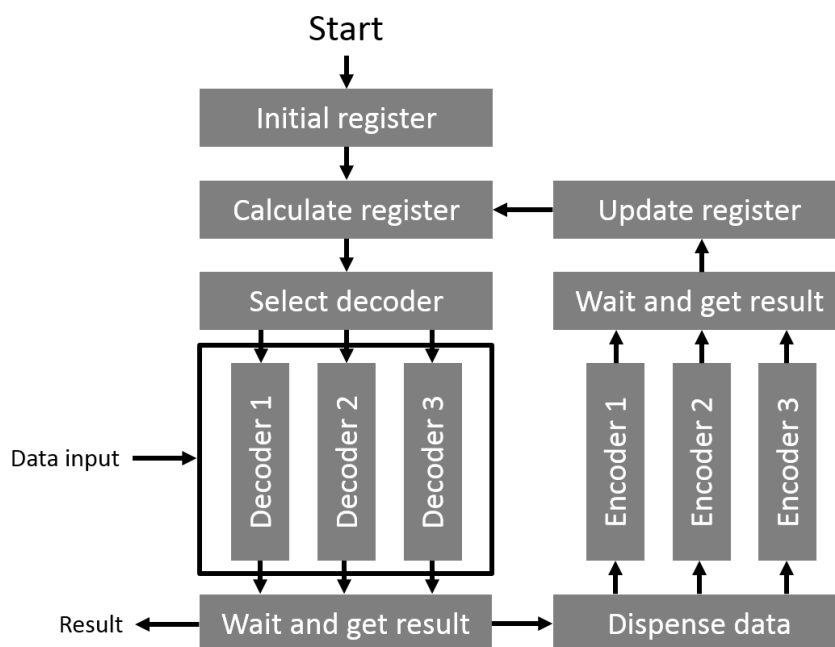 Start
Initial register
Calculate register
Update register
Select decoder
Wait and get result
Data input
Decoder 1
Decoder 2
Decoder 3
Encoder 1
Encoder 2
Encoder 3
Result
Wait and get result
Dispense data